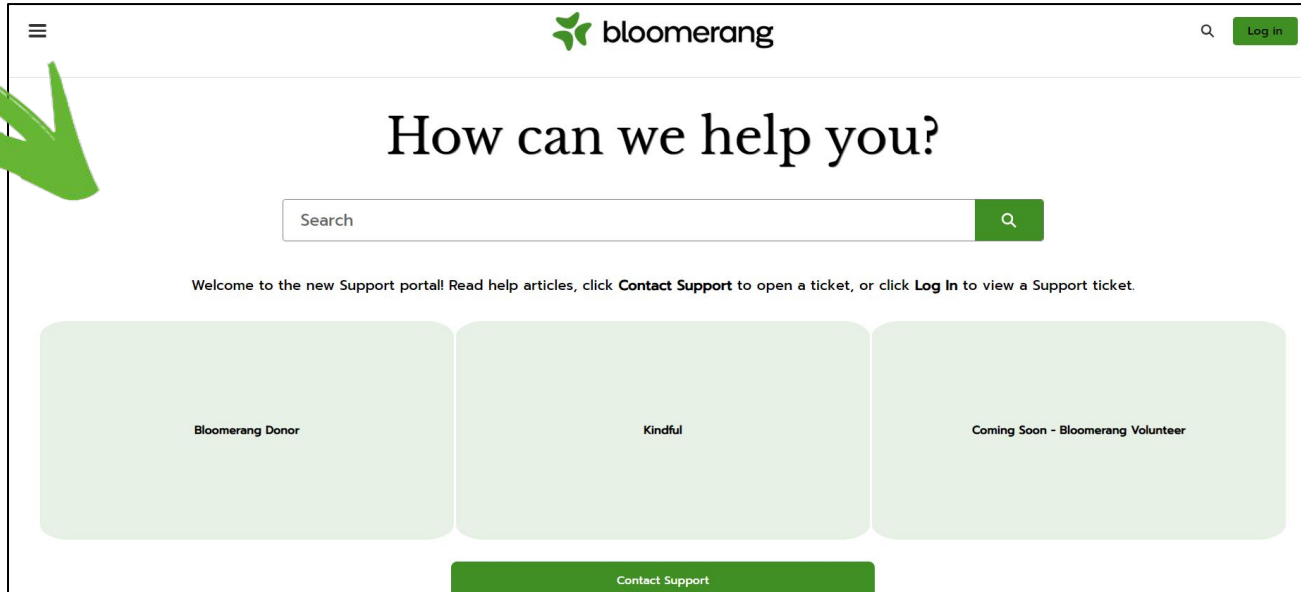 bloomerang
Log in
How can we help you?
Search
Welcome to the new Support portal! Read help articles, click Contact Support to open a ticket, or click Log In to view a Support ticket.
Bloomerang Donor
Kindful
Coming Soon - Bloomerang Volunteer
Contact Support